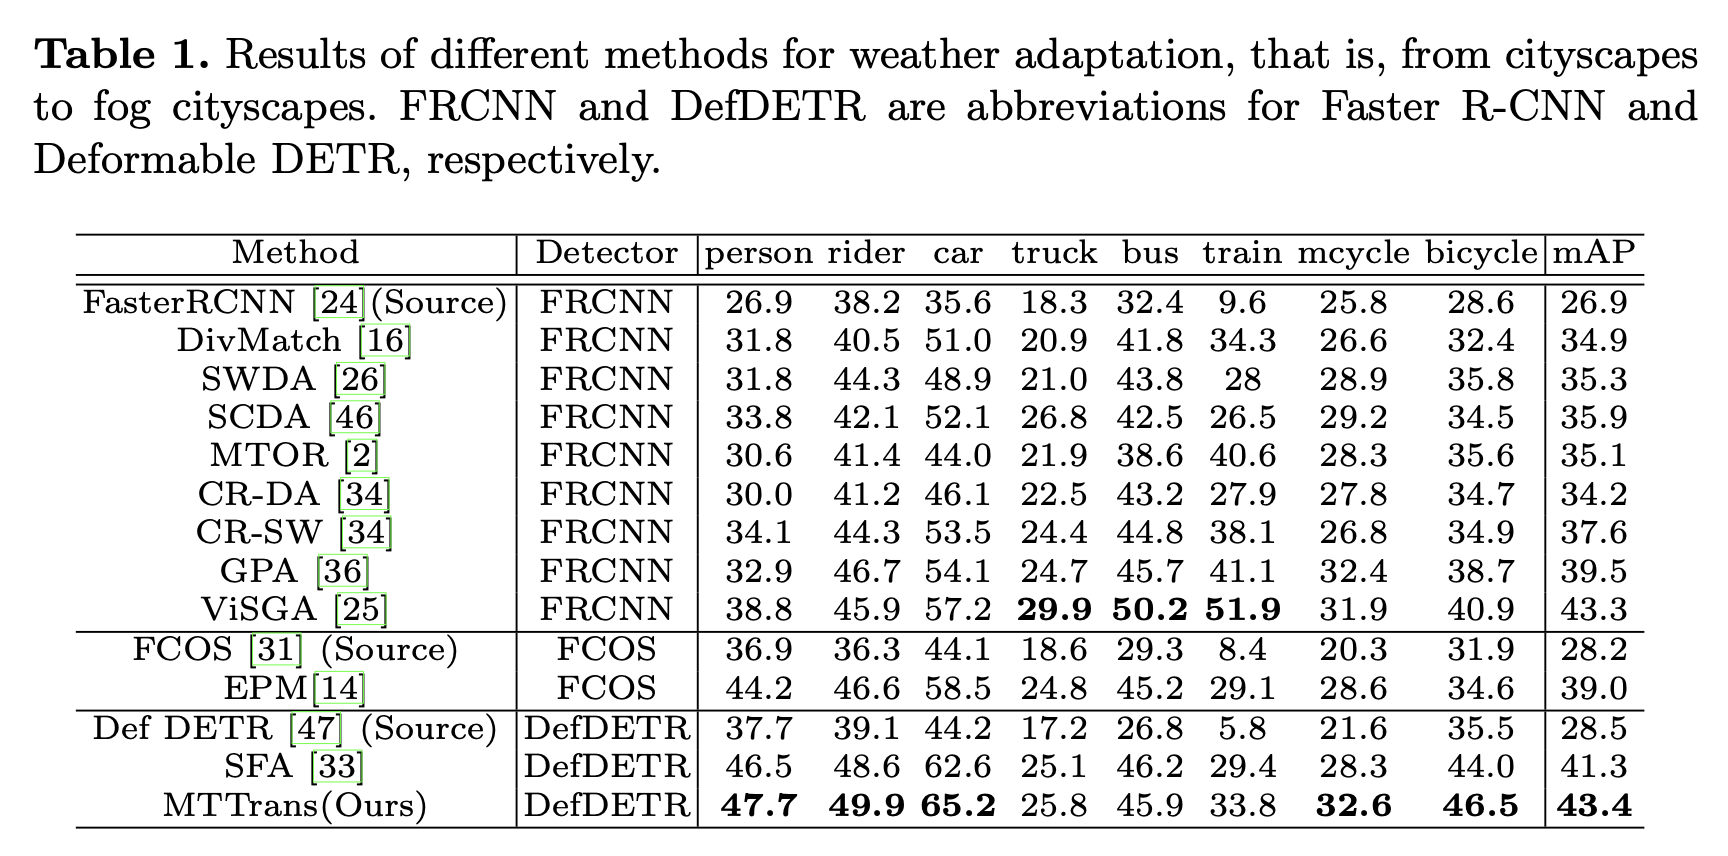 Table 1. Results of different methods for weather adaptation, that is, from cityscapes
to fog cityscapes. FRCNN and DefDETR are abbreviations for Faster R-CNN and
Deformable DETR, respectively.
Method Detector person rider car truck bus train mcycle bicycle mAP
FasterRCNN [24](Source) FRCNN 26.9 38.2 35.6 18.3 32.4 9.6 25.8 28.6 26.9
DivMatch [16] FRCNN 31.8 40.5 51.0 20.9 41.8 34.3 26.6 32.4 34.9
SWDA [26] FRCNN 31.8 44.3 48.9 21.0 43.8 28 28.9 35.8 35.3
SCDA [46] FRCNN 33.8 42.1 52.1 26.8 42.5 26.5 29.2 34.5 35.9
MTOR [2] FRCNN 30.6 41.4 44.0 21.9 38.6 40.6 28.3 35.6 35.1
CR-DA [34] FRCNN 30.0 41.2 46.1 22.5 43.2 27.9 27.8 34.7 34.2
CR-SW [34] FRCNN 34.1 44.3 53.5 24.4 44.8 38.1 26.8 34.9 37.6
GPA [36] FRCNN 32.9 46.7 54.1 24.7 45.7 41.1 32.4 38.7 39.5
ViSGA [25] FRCNN 38.8 45.9 57.2 29.9 50.2 51.9 31.9 40.9 43.3
FCOS [31] (Source) FCOS 36.9 36.3 44.1 18.6 29.3 8.4 20.3 31.9 28.2
EPM[14] FCOS 44.2 46.6 58.5 24.8 45.2 29.1 28.6 34.6 39.0
Def DETR [47] (Source) DefDETR 37.7 39.1 44.2 17.2 26.8 5.8 21.6 35.5 28.5
SFA [33] DefDETR 46.5 48.6 62.6 25.1 46.2 29.4 28.3 44.0 41.3
MTTrans(Ours) DefDETR 47.7 49.9 65.2 25.8 45.9 33.8 32.6 46.5 43.4